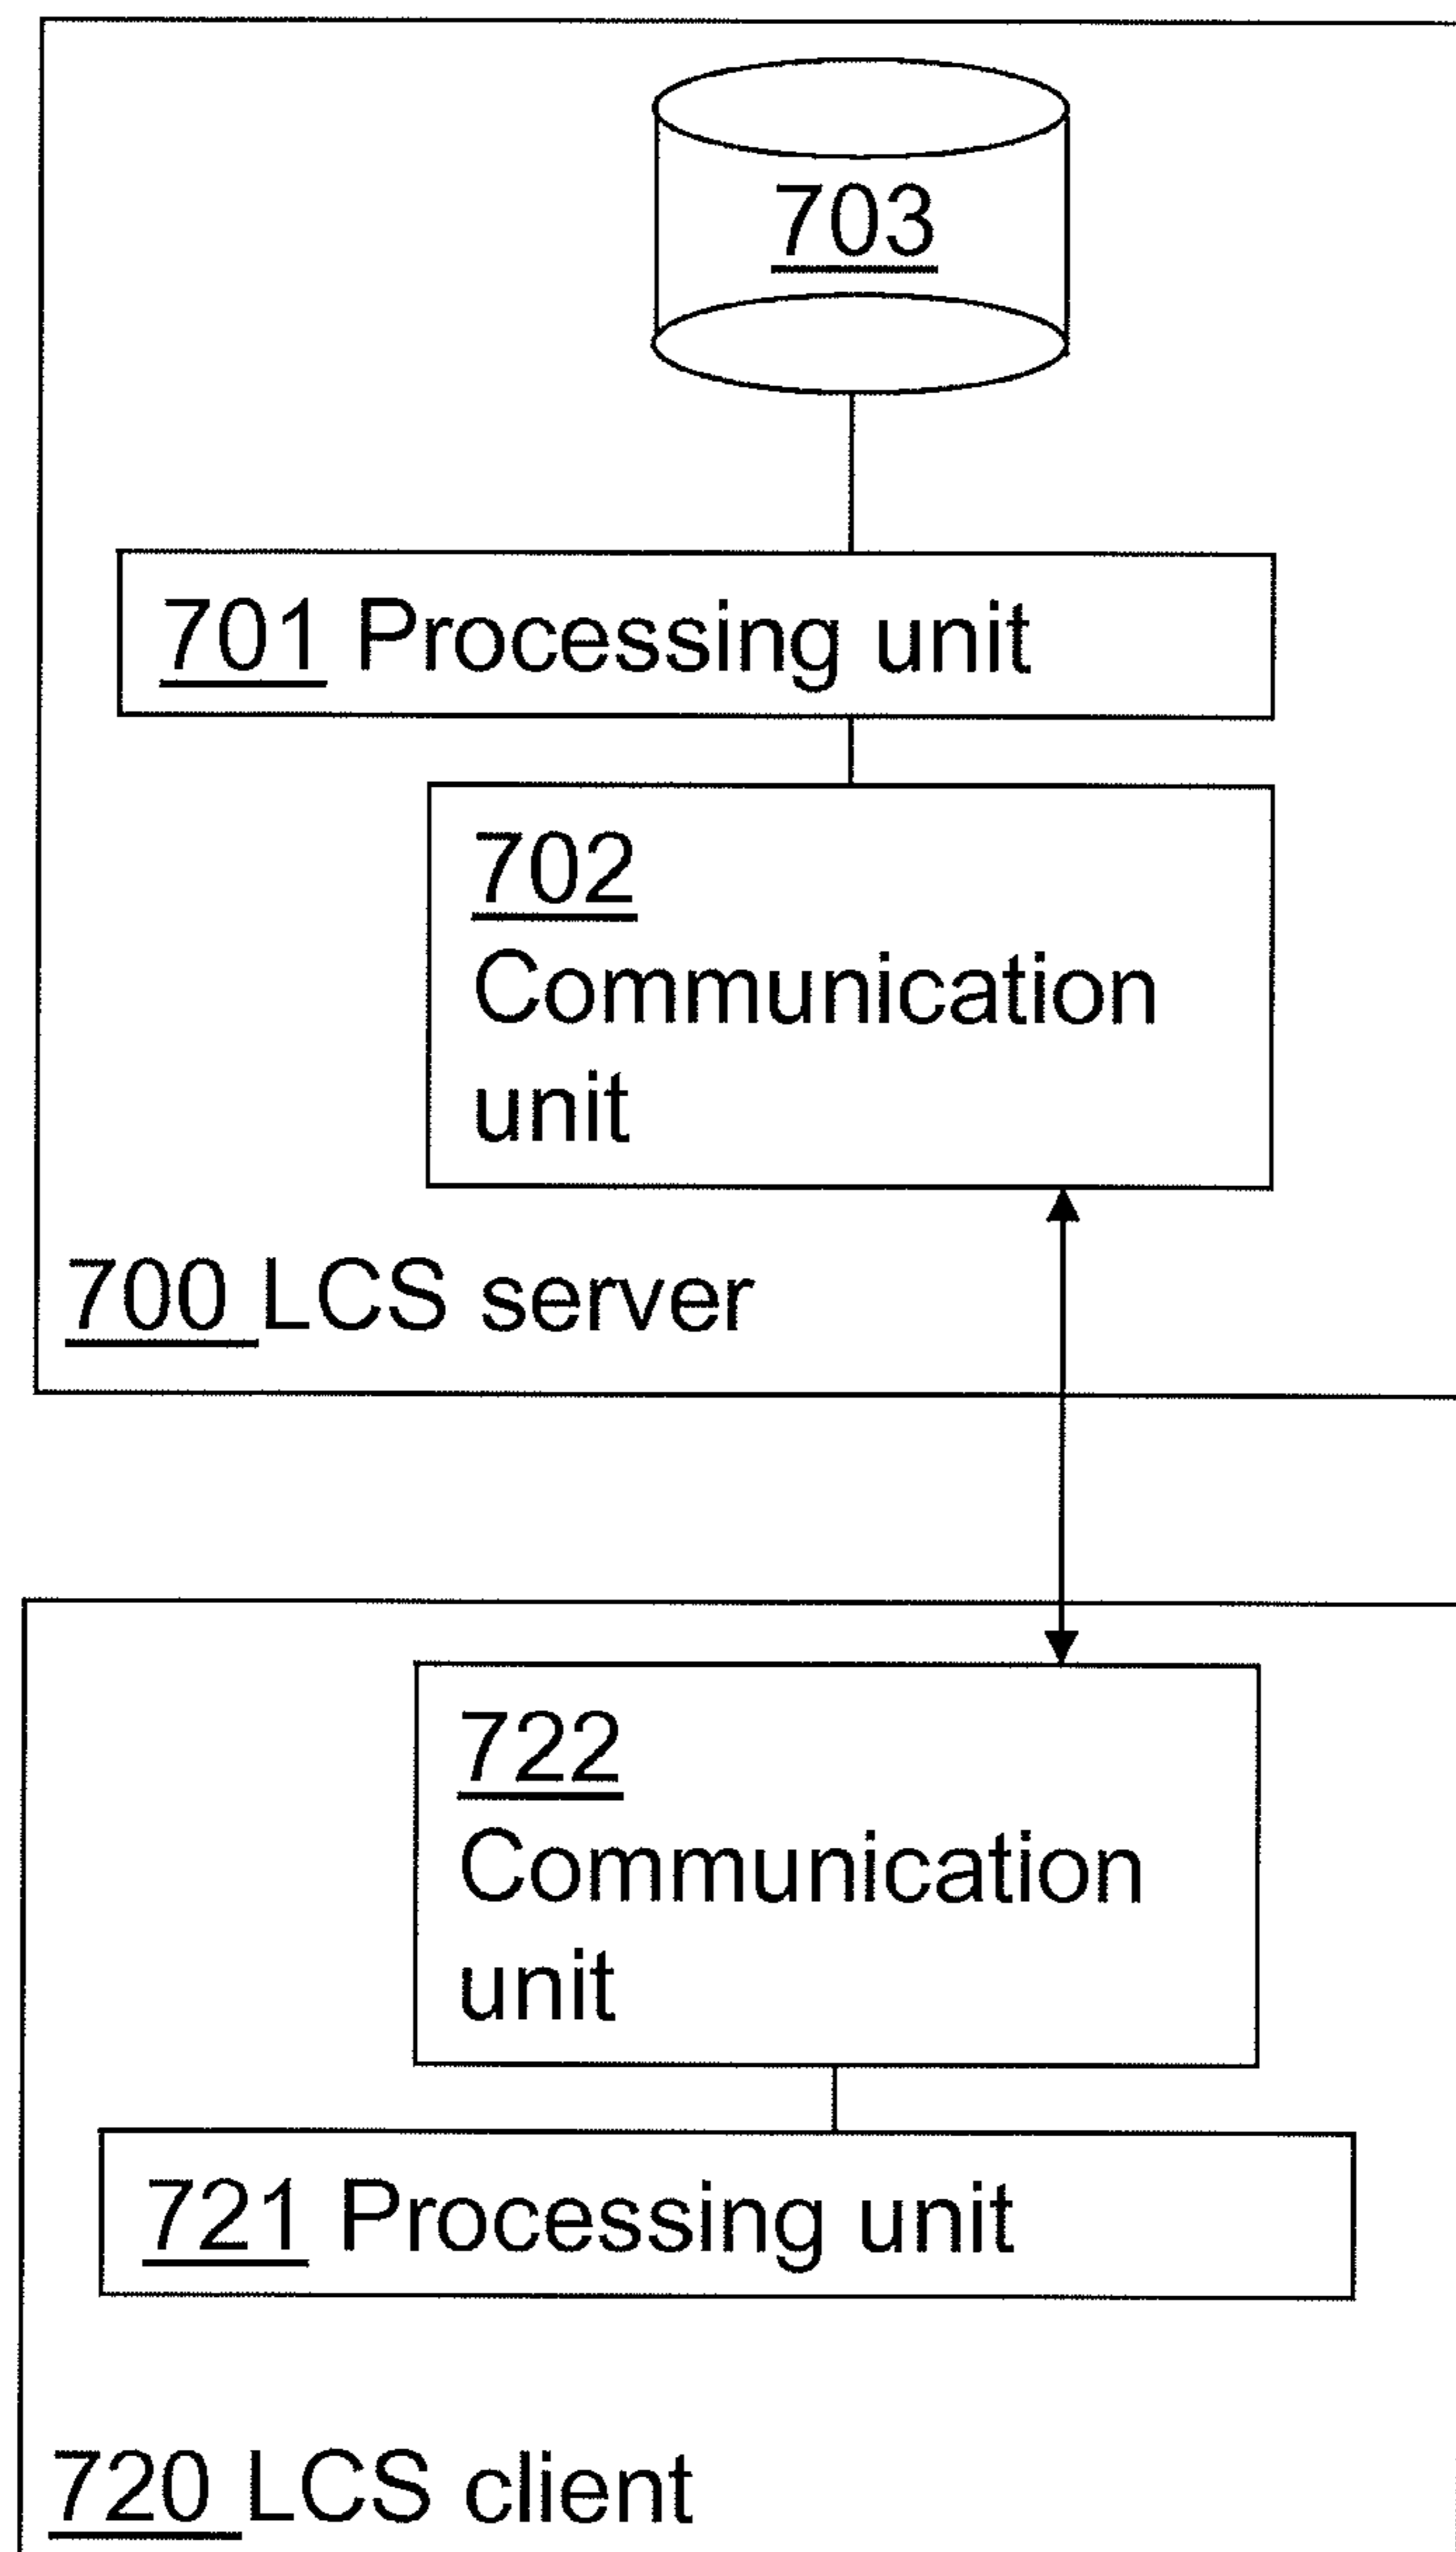 703
701 Processing unit
702
Communication
unit
700 LCS server
722
Communication
unit
721 Processing unit
720 LCS client